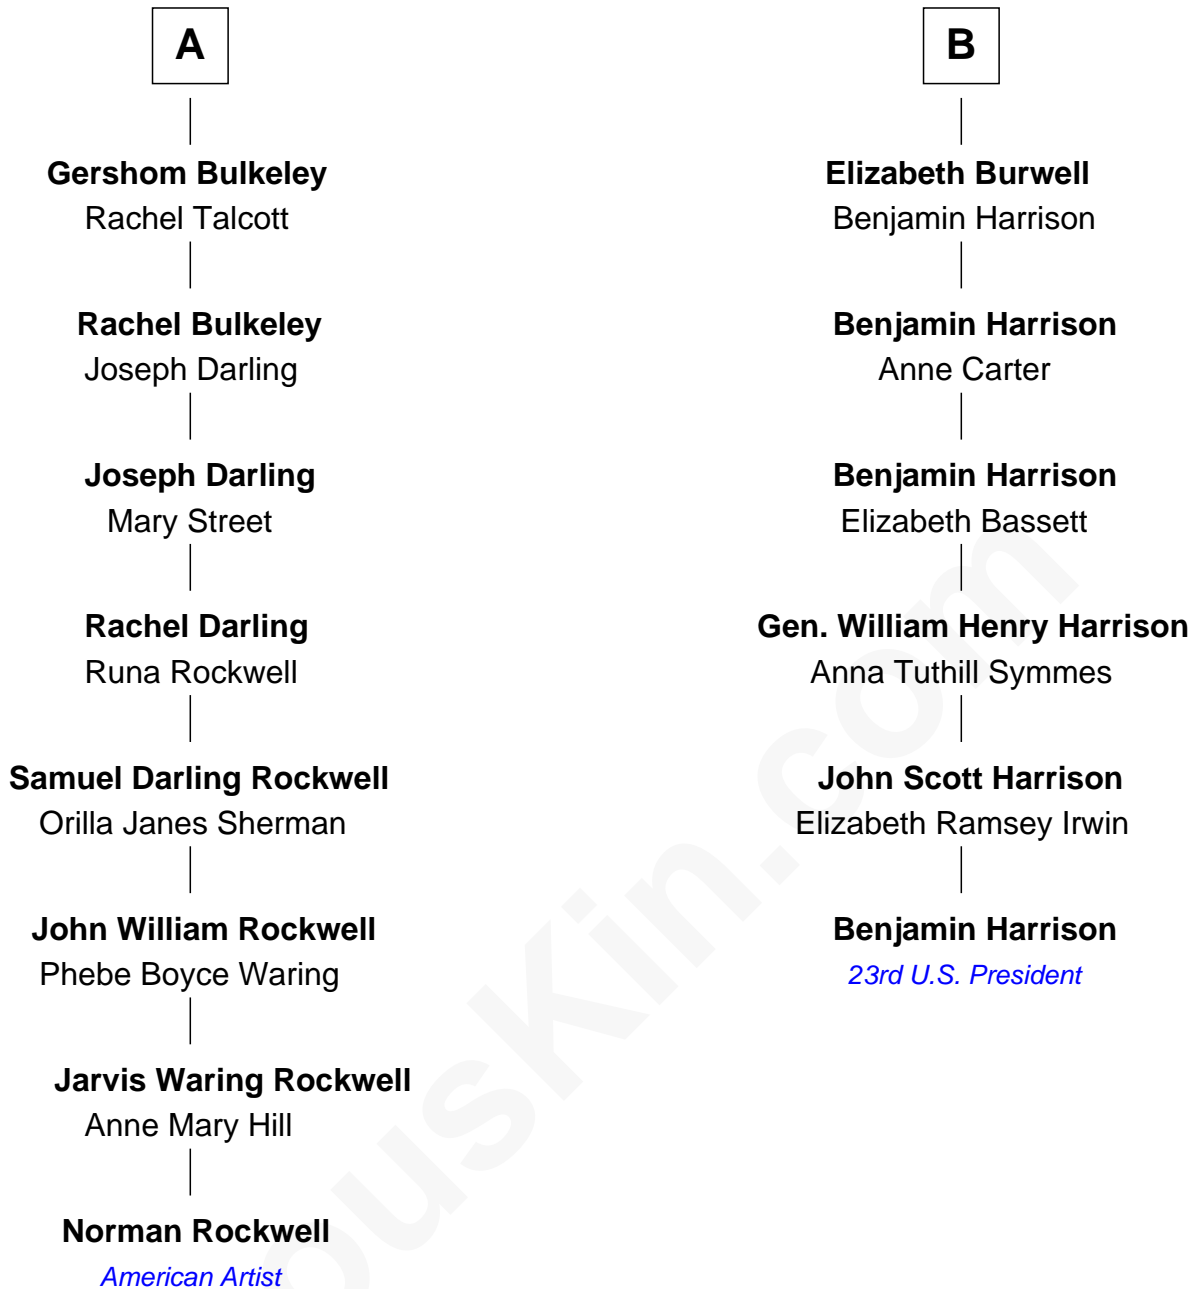 A
Gershom Bulkeley
Rachel Talcott
Rachel Bulkeley
Joseph Darling
Joseph Darling
Mary Street
Rachel Darling
Runa Rockwell
Samuel Darling Rockwell
Orilla Janes Sherman
John William Rockwell
Phebe Boyce Waring
Jarvis Waring Rockwell
Anne Mary Hill
Norman Rockwell
American Artist
B
Elizabeth Burwell
Benjamin Harrison
Benjamin Harrison
Anne Carter
Benjamin Harrison
Elizabeth Bassett
Gen. William Henry Harrison
Anna Tuthill Symmes
John Scott Harrison
Elizabeth Ramsey Irwin
Benjamin Harrison
23rd U.S. President
ousKin.com